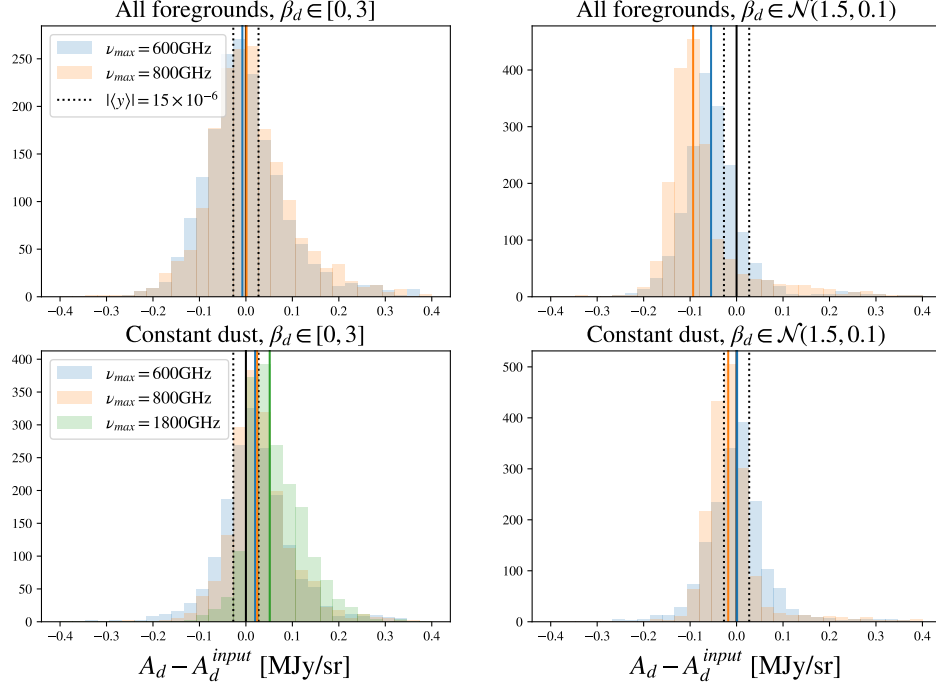 All foregrounds, β_d ∈ [0, 3]
ν_max = 600GHz
ν_max = 800GHz
|⟨y⟩| = 15 × 10⁻⁶
250
200
150
100
50
0
−0.4 −0.3 −0.2 −0.1 0.0 0.1 0.2 0.3 0.4
All foregrounds, β_d ∈ 𝒩(1.5, 0.1)
400
300
200
100
0
−0.4 −0.3 −0.2 −0.1 0.0 0.1 0.2 0.3 0.4
Constant dust, β_d ∈ [0, 3]
ν_max = 600GHz
ν_max = 800GHz
ν_max = 1800GHz
400
350
300
250
200
150
100
50
0
−0.4 −0.3 −0.2 −0.1 0.0 0.1 0.2 0.3 0.4
A_d − A_d^input [MJy/sr]
Constant dust, β_d ∈ 𝒩(1.5, 0.1)
500
400
300
200
100
0
−0.4 −0.3 −0.2 −0.1 0.0 0.1 0.2 0.3 0.4
A_d − A_d^input [MJy/sr]